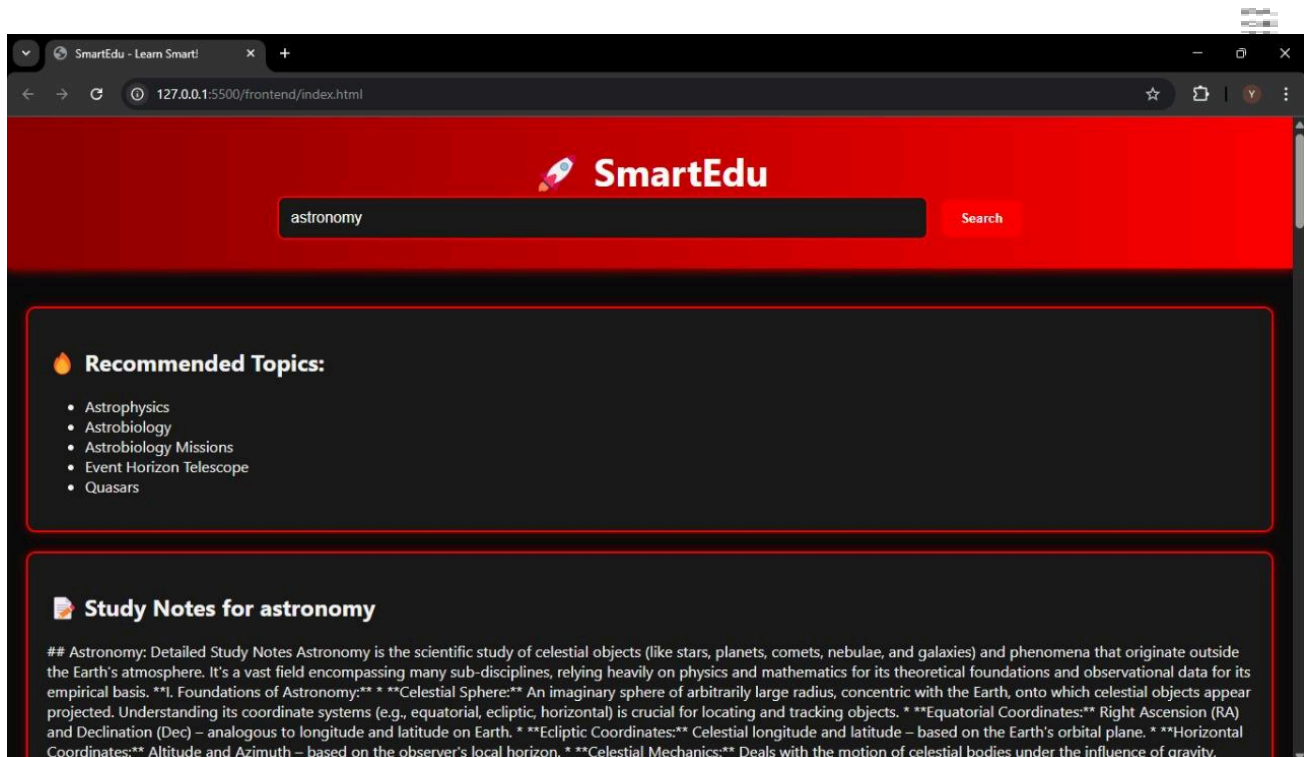 SmartEdu - Learn Smart!
127.0.0.1:5500/frontend/index.html
Y
🚀 SmartEdu
astronomy
Search
🔥 Recommended Topics:
• Astrophysics
• Astrobiology
• Astrobiology Missions
• Event Horizon Telescope
• Quasars
📝 Study Notes for astronomy
## Astronomy: Detailed Study Notes Astronomy is the scientific study of celestial objects (like stars, planets, comets, nebulae, and galaxies) and phenomena that originate outside
the Earth's atmosphere. It's a vast field encompassing many sub-disciplines, relying heavily on physics and mathematics for its theoretical foundations and observational data for its
empirical basis. **I. Foundations of Astronomy:** * **Celestial Sphere:** An imaginary sphere of arbitrarily large radius, concentric with the Earth, onto which celestial objects appear
projected. Understanding its coordinate systems (e.g., equatorial, ecliptic, horizontal) is crucial for locating and tracking objects. * **Equatorial Coordinates:** Right Ascension (RA)
and Declination (Dec) – analogous to longitude and latitude on Earth. * **Ecliptic Coordinates:** Celestial longitude and latitude – based on the Earth's orbital plane. * **Horizontal
Coordinates:** Altitude and Azimuth – based on the observer's local horizon. * **Celestial Mechanics:** Deals with the motion of celestial bodies under the influence of gravity.